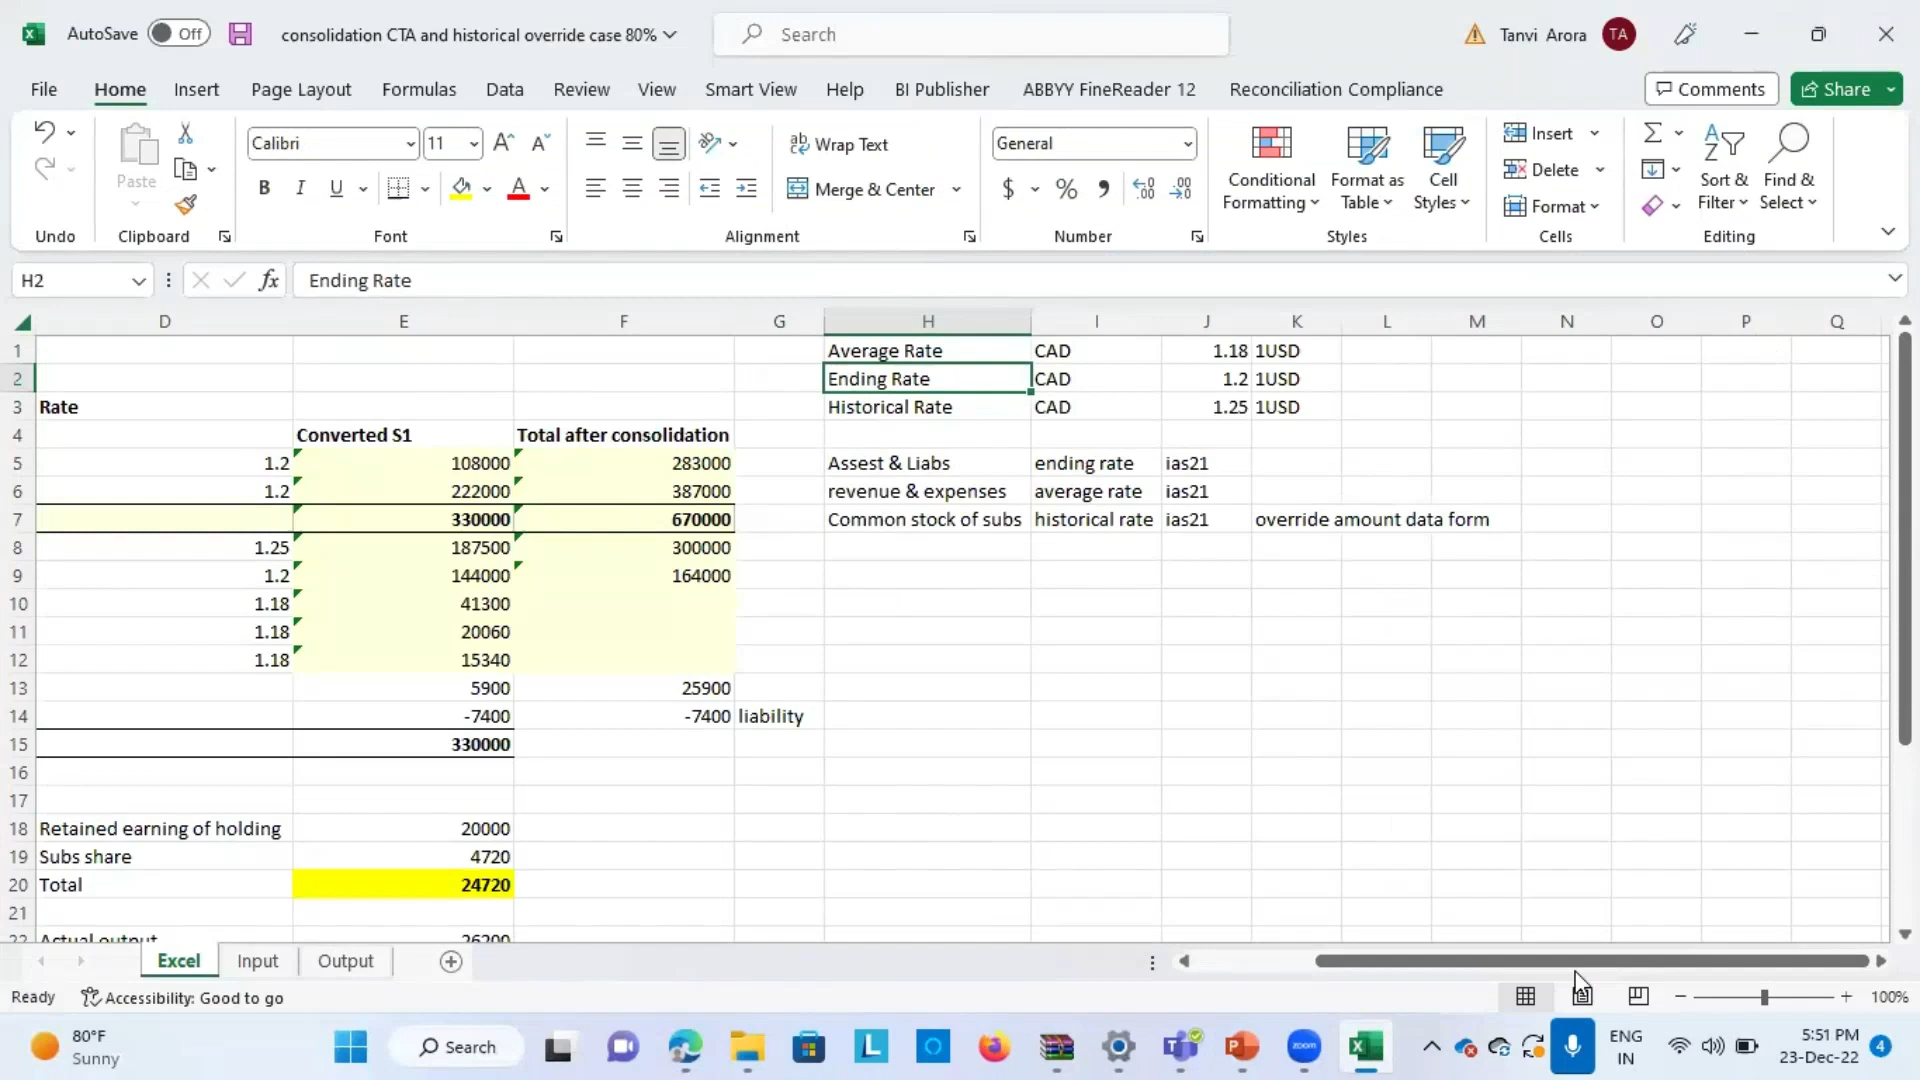 AutoSave Off consolidation CTA and historical override case 80% Search Tanvi Arora TA
File Home Insert Page Layout Formulas Data Review View Smart View Help BI Publisher ABBYY FineReader 12 Reconciliation Compliance Comments Share
Calibri 11 Wrap Text General Insert
Paste B I U A Merge & Center $ % Conditional Formatting Format as Table Cell Styles Delete Sort & Filter Find & Select
Format
Undo Clipboard Font Alignment Number Styles Cells Editing
H2 fx Ending Rate
D E F G H I J K L M N O P Q
1 Average Rate CAD 1.18 1USD
2 Ending Rate CAD 1.2 1USD
3 Rate Historical Rate CAD 1.25 1USD
4 Converted S1 Total after consolidation
5 1.2 108000 283000 Assest & Liabs ending rate ias21
6 1.2 222000 387000 revenue & expenses average rate ias21
7 330000 670000 Common stock of subs historical rate ias21 override amount data form
8 1.25 187500 300000
9 1.2 144000 164000
10 1.18 41300
11 1.18 20060
12 1.18 15340
13 5900 25900
14 -7400 -7400 liability
15 330000
16
17
18 Retained earning of holding 20000
19 Subs share 4720
20 Total 24720
21
22 Actual output 26200
Excel Input Output
Ready Accessibility: Good to go 100%
80°F Search ENG 5:51 PM
Sunny IN 23-Dec-22 4